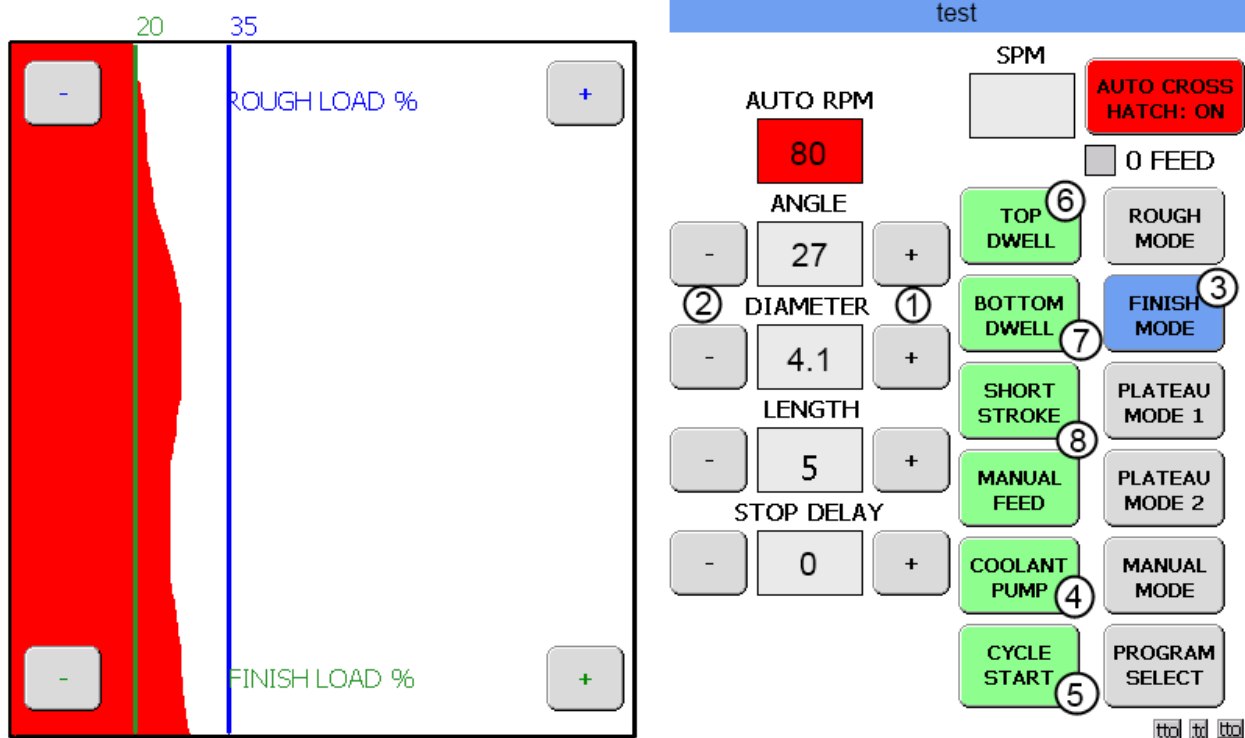 20
35
-
ROUGH LOAD %
+
-
FINISH LOAD %
+
test
SPM
AUTO CROSS
HATCH: ON
AUTO RPM
80
0 FEED
ANGLE
-
27
+
2
DIAMETER
1
-
4.1
+
LENGTH
-
5
+
STOP DELAY
-
0
+
TOP
DWELL
6
ROUGH
MODE
BOTTOM
DWELL
7
FINISH
MODE
3
SHORT
STROKE
8
PLATEAU
MODE 1
MANUAL
FEED
PLATEAU
MODE 2
COOLANT
PUMP
4
MANUAL
MODE
CYCLE
START
5
PROGRAM
SELECT
tto td tto